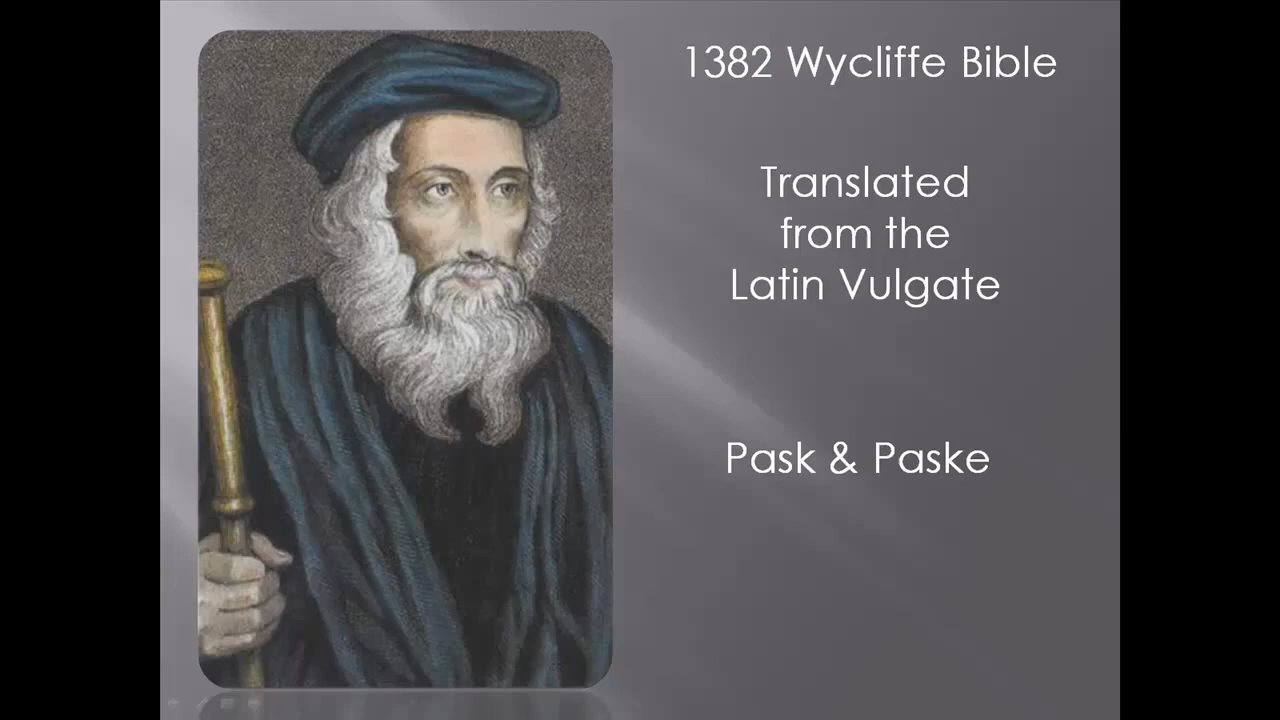 1382 Wycliffe Bible
Translated
from the
Latin Vulgate
Pask & Paske